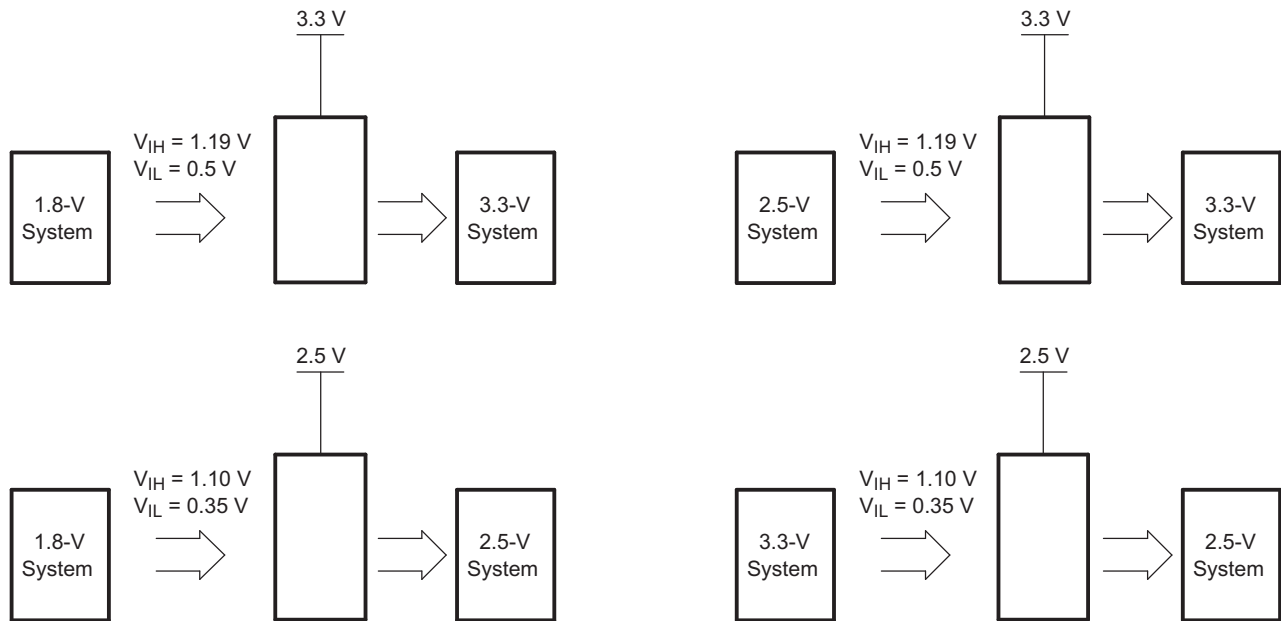 3.3 V
V_IH = 1.19 V
V_IL = 0.5 V
1.8-V
System
3.3-V
System
3.3 V
V_IH = 1.19 V
V_IL = 0.5 V
2.5-V
System
3.3-V
System
2.5 V
V_IH = 1.10 V
V_IL = 0.35 V
1.8-V
System
2.5-V
System
2.5 V
V_IH = 1.10 V
V_IL = 0.35 V
3.3-V
System
2.5-V
System